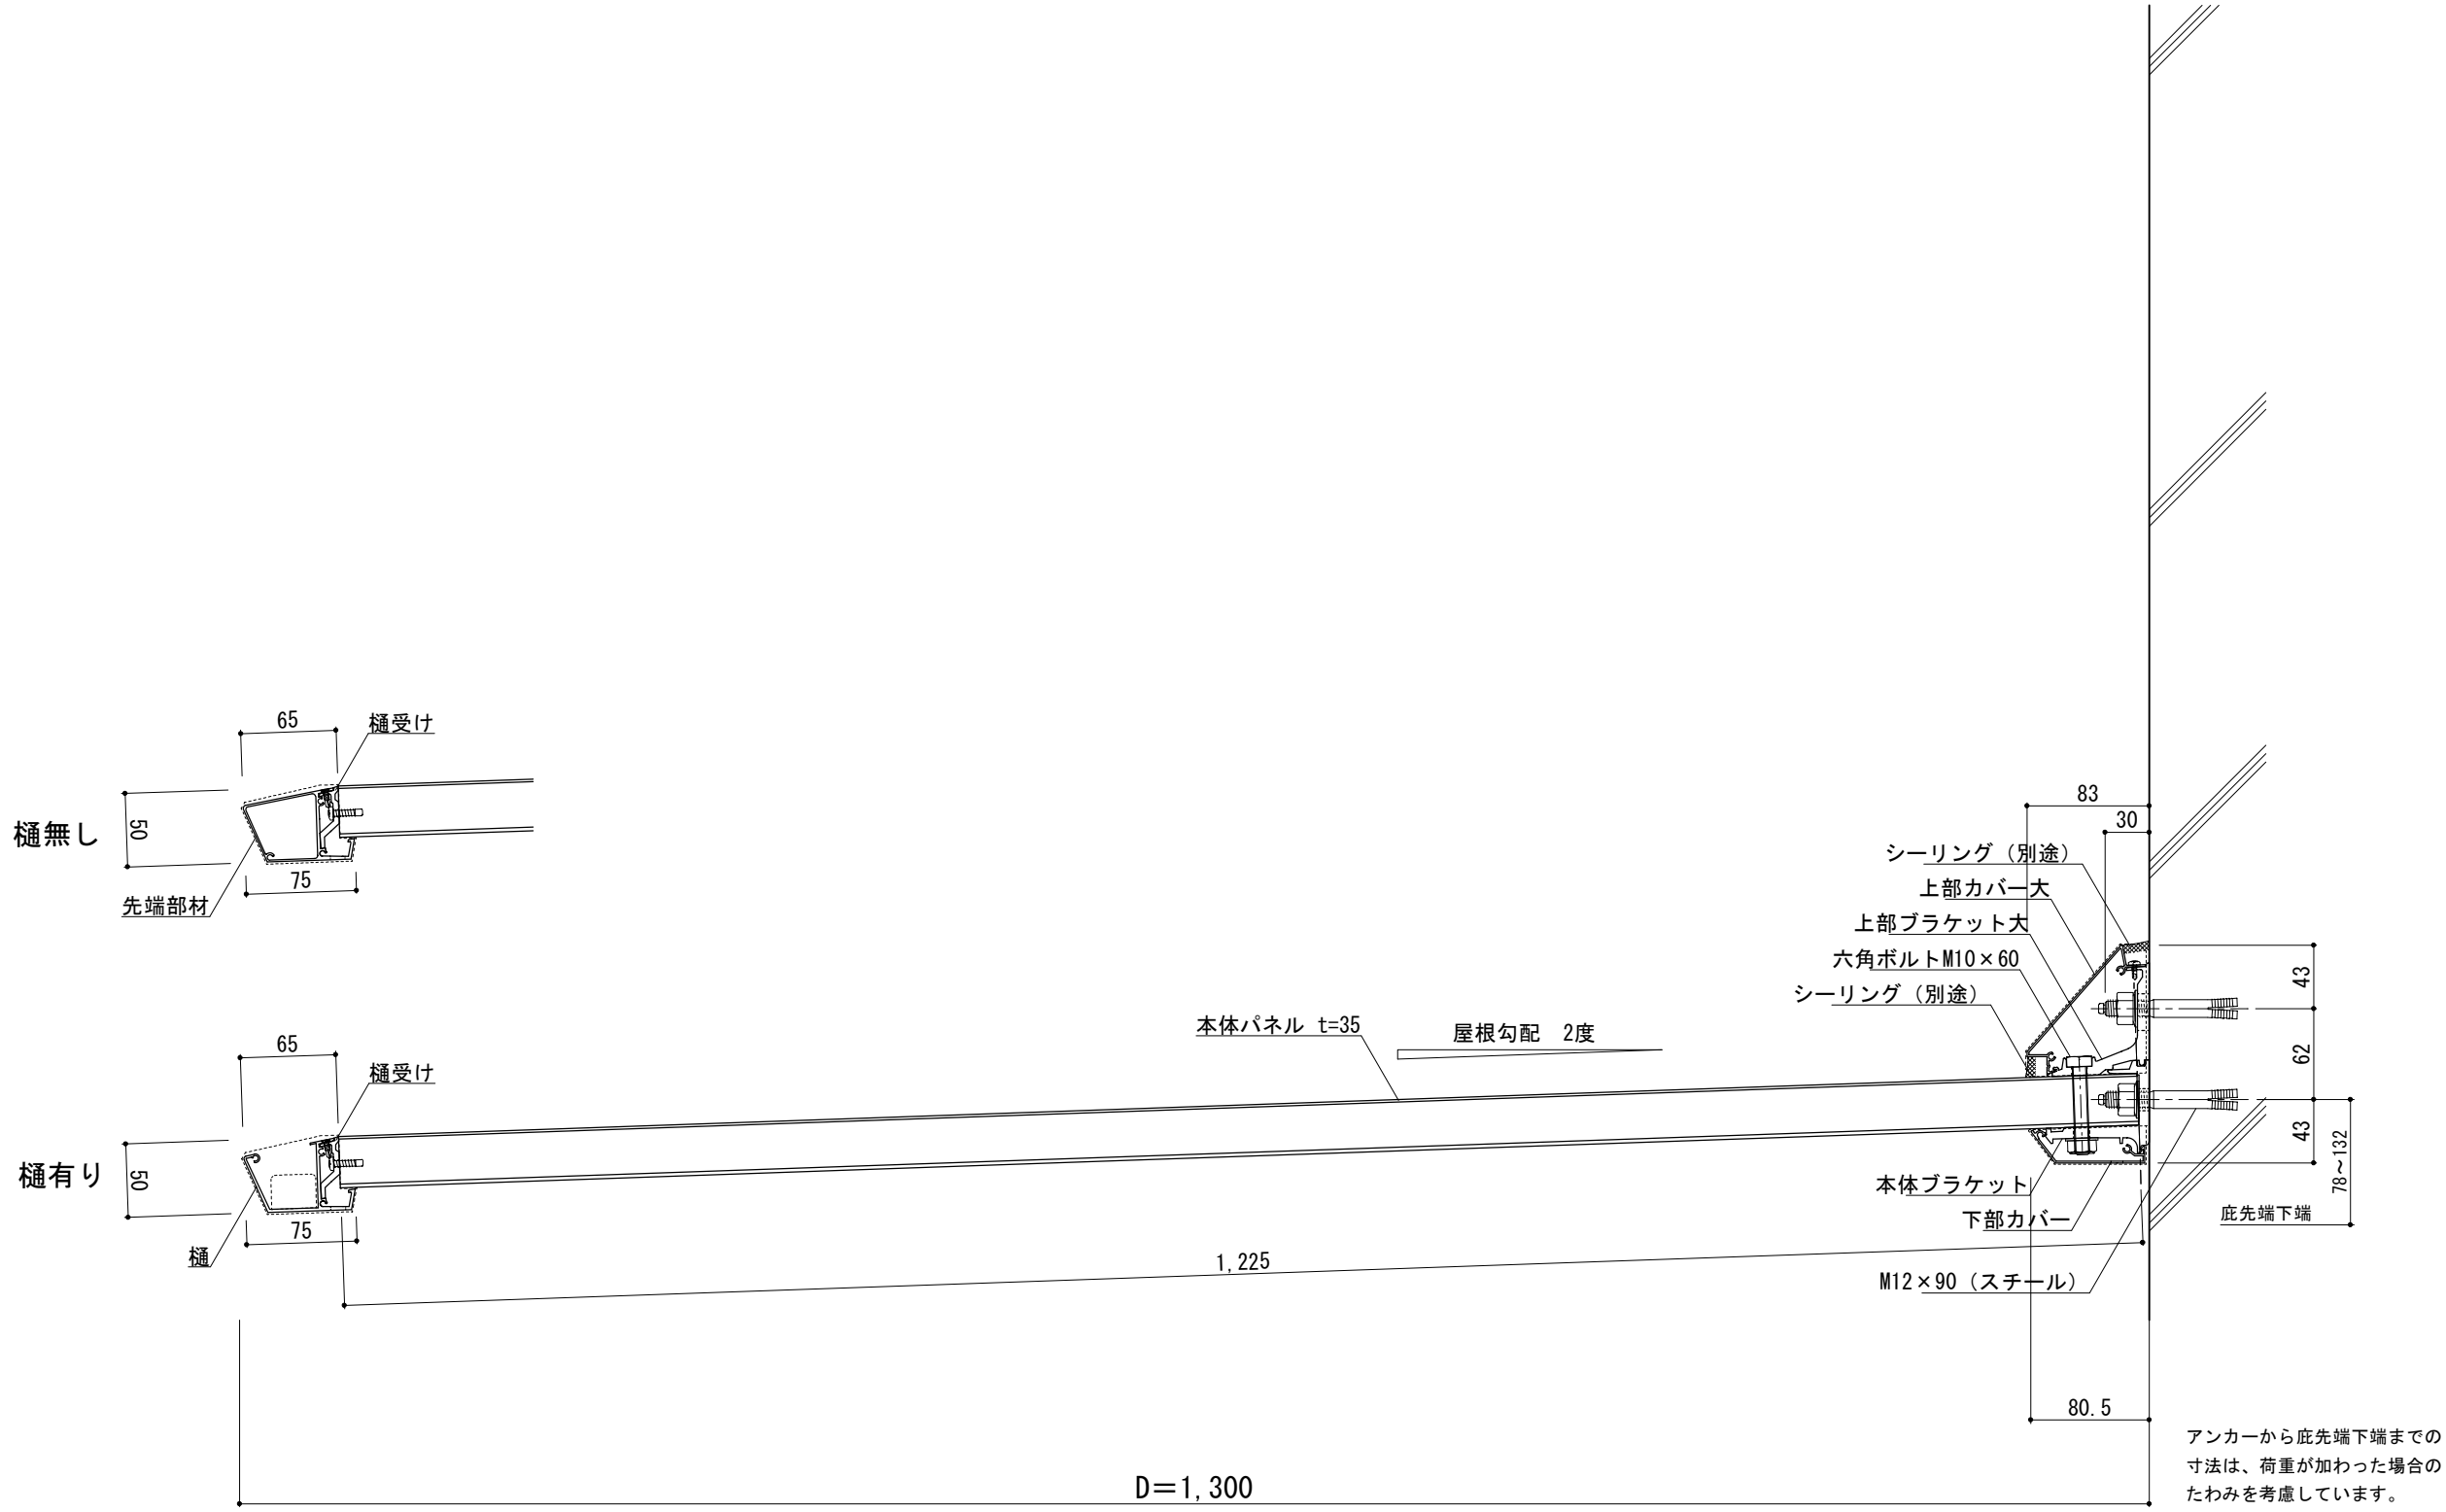 65
樋受け
50
樋無し
75
先端部材
83
30
シーリング（別途）
上部カバー大
上部ブラケット大
六角ボルトM10×60
シーリング（別途）
43
62
43
78～132
本体パネル t=35
屋根勾配　2度
65
樋受け
50
樋有り
75
樋
本体ブラケット
下部カバー
庇先端下端
1,225
M12×90（スチール）
80.5
D＝1,300
アンカーから庇先端下端までの
寸法は、荷重が加わった場合の
たわみを考慮しています。